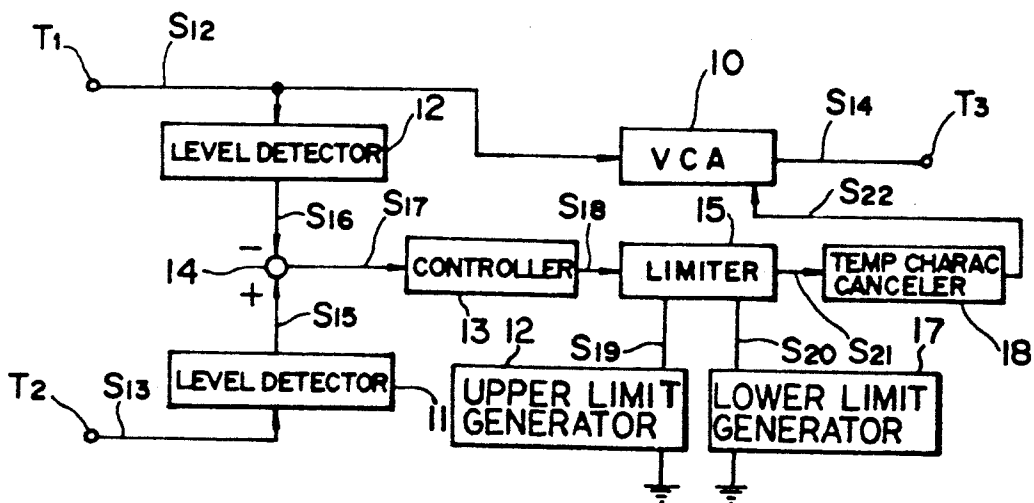 T1
S12
10
S14
T3
12
LEVEL DETECTOR
VCA
S22
S16
S17
S18
15
−
14
+
CONTROLLER
LIMITER
TEMP CHARAC
CANCELER
S15
13
12
S19
S20
S21
17
18
T2
S13
LEVEL DETECTOR
11
UPPER LIMIT
GENERATOR
LOWER LIMIT
GENERATOR